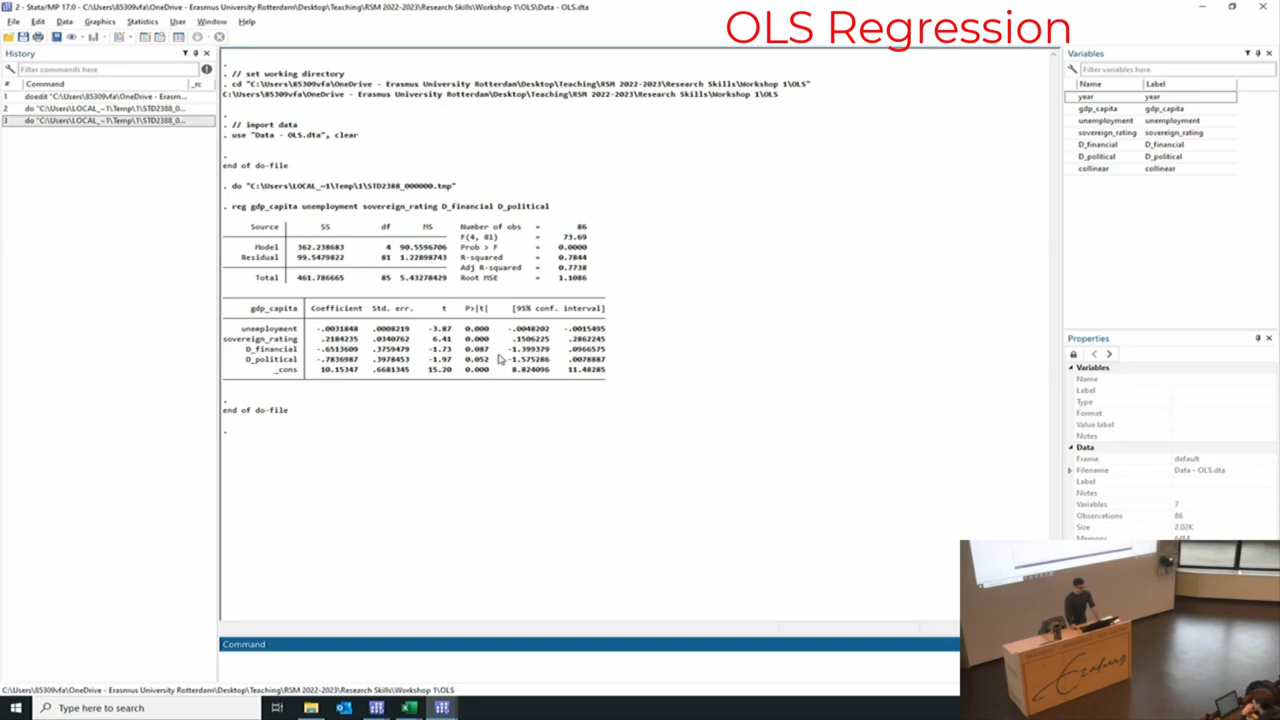 2 - Stata/MP 17.0 - C:\Users\85309vfa\OneDrive - Erasmus University Rotterdam\Desktop\Teaching\RSM 2022-2023\Research Skills\Workshop 1\OLS\Data - OLS.dta
OLS Regression
File Edit Data Graphics Statistics User Window Help
History
Filter commands here
# Command _rc
1 doedit "C:\Users\85309vfa\OneDrive - Erasm...
2 do "C:\Users\LOCAL_~1\Temp\1\STD2388_0...
3 do "C:\Users\LOCAL_~1\Temp\1\STD2388_0...
.
. // set working directory
. cd "C:\Users\85309vfa\OneDrive - Erasmus University Rotterdam\Desktop\Teaching\RSM 2022-2023\Research Skills\Workshop 1\OLS"
C:\Users\85309vfa\OneDrive - Erasmus University Rotterdam\Desktop\Teaching\RSM 2022-2023\Research Skills\Workshop 1\OLS
.
. // import data
. use "Data - OLS.dta", clear
.
end of do-file
. do "C:\Users\LOCAL_~1\Temp\1\STD2388_000000.tmp"
. reg gdp_capita unemployment sovereign_rating D_financial D_political
Source SS df MS Number of obs = 86
F(4, 81) = 73.69
Model 362.238683 4 90.5596706 Prob > F = 0.0000
Residual 99.5479822 81 1.22898743 R-squared = 0.7844
Adj R-squared = 0.7738
Total 461.786665 85 5.43278429 Root MSE = 1.1086
gdp_capita Coefficient Std. err. t P>|t| [95% conf. interval]
unemployment -.0031848 .0008219 -3.87 0.000 -.0048202 -.0015495
sovereign_rating .2184235 .0340762 6.41 0.000 .1506225 .2862245
D_financial -.6513609 .3759479 -1.73 0.087 -1.399379 .0966575
D_political -.7836987 .3978453 -1.97 0.052 -1.575286 .0078887
_cons 10.15347 .6681345 15.20 0.000 8.824096 11.48285
.
end of do-file
.
Command
Variables
Filter variables here
Name Label
year year
gdp_capita gdp_capita
unemployment unemployment
sovereign_rating sovereign_rating
D_financial D_financial
D_political D_political
collinear collinear
Properties
Variables
Name
Label
Type
Format
Value label
Notes
Data
Frame default
Filename Data - OLS.dta
Label
Notes
Variables 7
Observations 86
Size 2.02K
Memory 64M
Erasmus
C:\Users\85309vfa\OneDrive - Erasmus University Rotterdam\Desktop\Teaching\RSM 2022-2023\Research Skills\Workshop 1\OLS
Type here to search